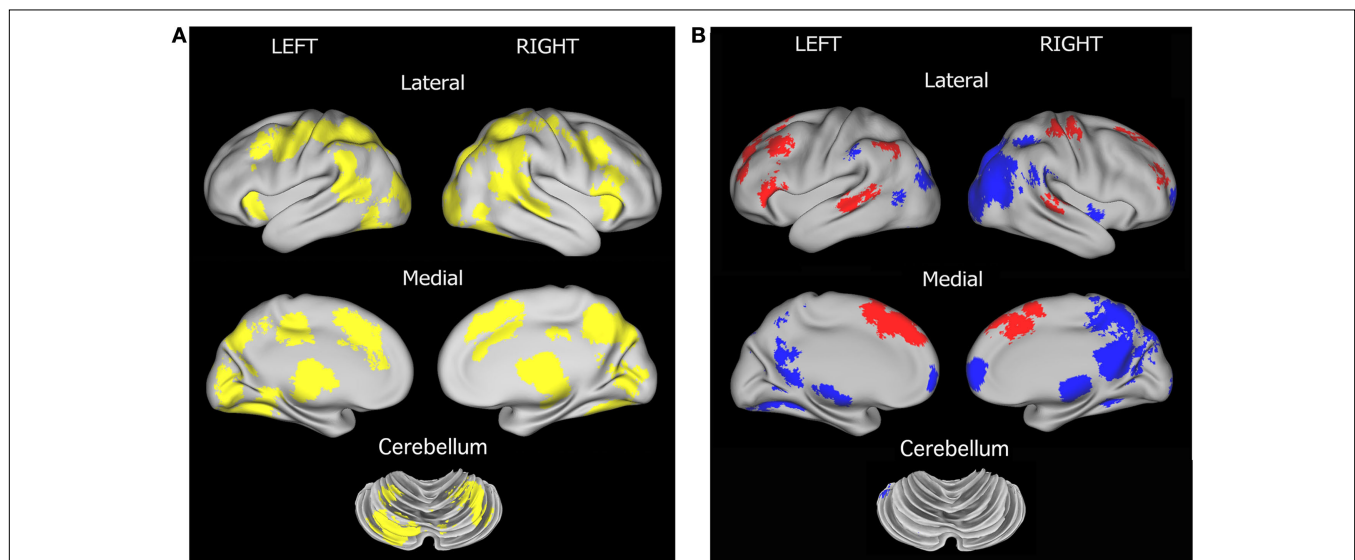 A
LEFT RIGHT
Lateral
Medial
Cerebellum
B
LEFT RIGHT
Lateral
Medial
Cerebellum